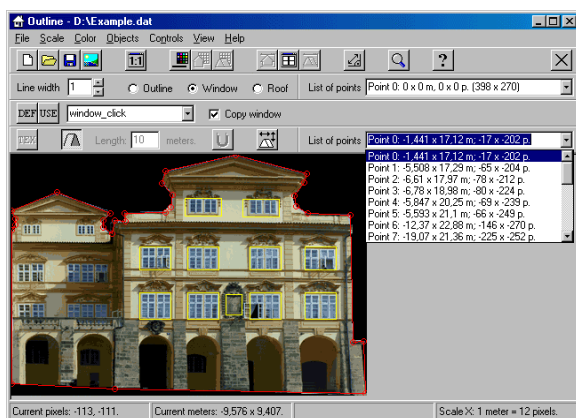 Outline - D:\Example.dat
File Scale Color Objects Controls View Help
1:1 ?
Line width 1 Outline Window Roof List of points Point 0: 0 x 0 m, 0 x 0 p. (398 x 270)
DEF USE window_click Copy window
TEX Length: 10 meters. List of points Point 0: -1,441 x 17,12 m; -17 x -202 p.
Point 0: -1,441 x 17,12 m; -17 x -202 p.
Point 1: -5,508 x 17,29 m; -65 x -204 p.
Point 2: -6,61 x 17,97 m; -78 x -212 p.
Point 3: -6,78 x 18,98 m; -80 x -224 p.
Point 4: -5,847 x 20,25 m; -69 x -239 p.
Point 5: -5,593 x 21,1 m; -66 x -249 p.
Point 6: -12,37 x 22,88 m; -146 x -270 p.
Point 7: -19,07 x 21,36 m; -225 x -252 p.
Current pixels: -113, -111. Current meters: -9,576 x 9,407. Scale X: 1 meter = 12 pixels.